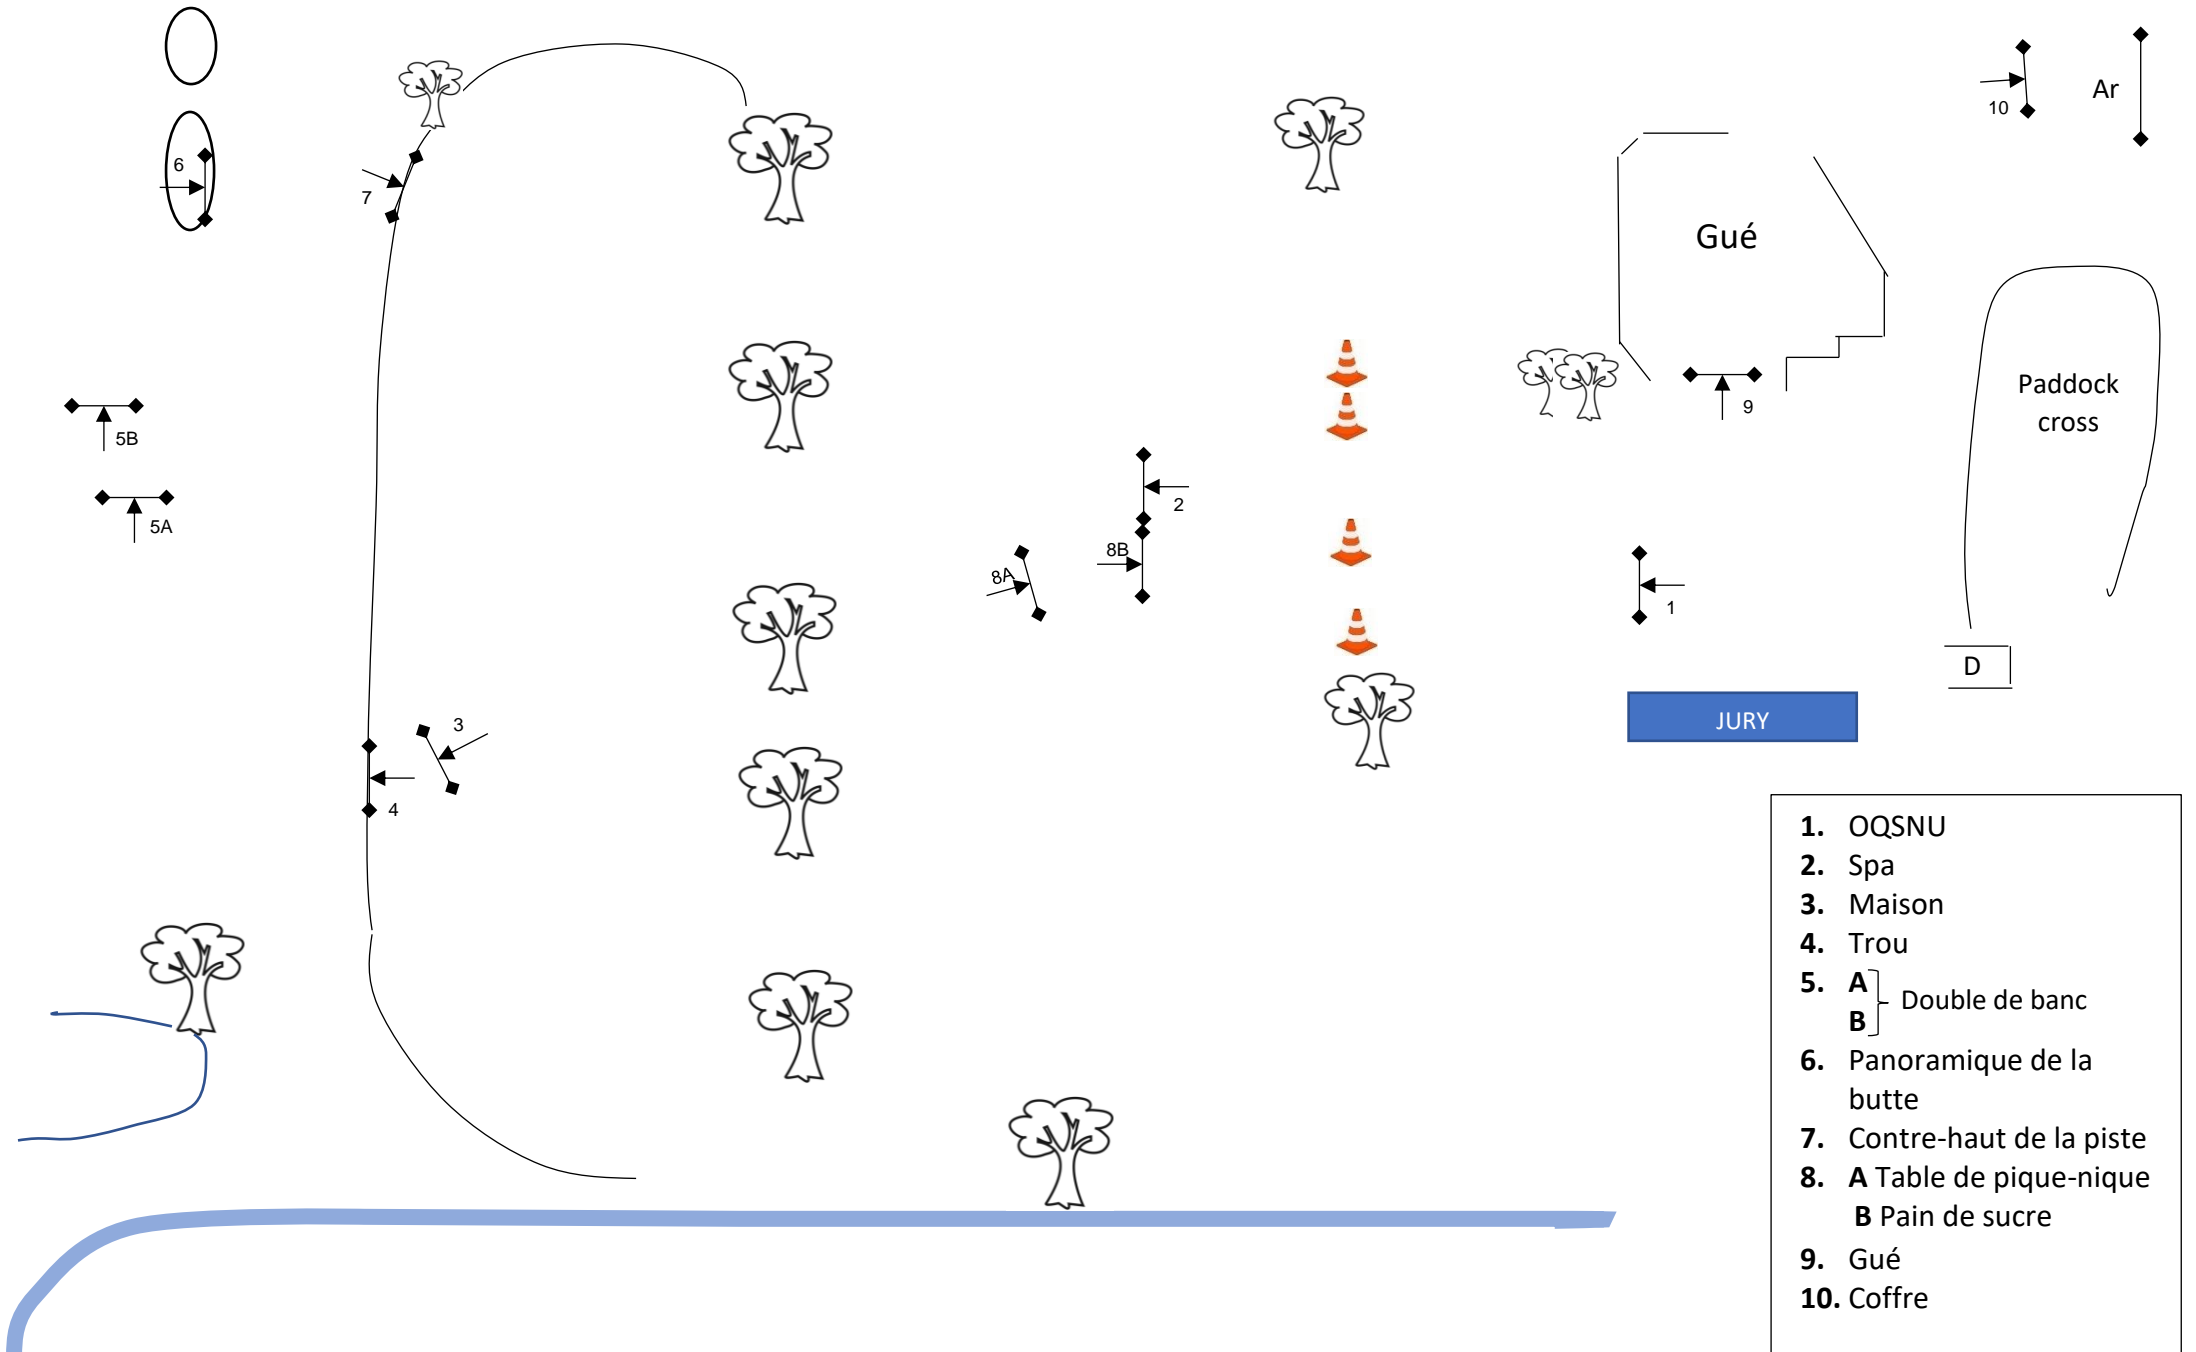 10
Ar
6
7
Gué
Paddock
cross
9
5B
5A
2
8B
8A
1
D
3
JURY
4
1. OQSNU
2. Spa
3. Maison
4. Trou
5. A
Double de banc
B
6. Panoramique de la
butte
7. Contre-haut de la piste
8. A Table de pique-nique
B Pain de sucre
9. Gué
10. Coffre